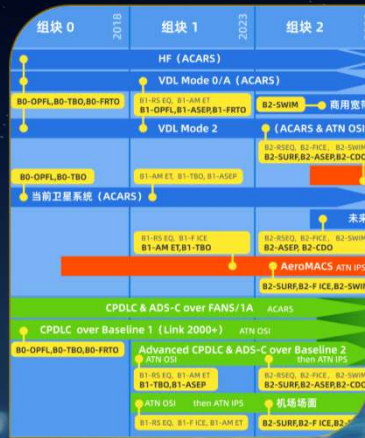 组块 0
2018
组块 1
2023
组块 2
HF (ACARS)
VDL Mode 0/A (ACARS)
B0-OPFL,B0-TBO,B0-FRTO
B1-RS EQ, B1-AM ET
B1-OPFL,B1-ASEP,B1-FRTO
B2-SWIM
商用宽带
VDL Mode 2
(ACARS & ATN OSI
B2-RSEQ, B2-FICE, B2-SWIM
B2-SURF,B2-ASEP,B2-CDO
B0-OPFL,B0-TBO
B1-AM ET, B1-TBO, B1-ASEP
当前卫星系统 (ACARS)
未来
B1-RS EQ, B1-F ICE
B1-AM ET,B1-TBO
B2-RSEQ, B2-FICE, B2-SWIM
B2-ASEP, B2-CDO
AeroMACS ATN IPS
B2-SURF,B2-F ICE,B2-SWIM
CPDLC & ADS-C over FANS/1A ACARS
CPDLC over Baseline 1 (Link 2000+) ATN OSI
B0-OPFL,B0-TBO,B0-FRTO
Advanced CPDLC & ADS-C over Baseline 2
ATN OSI then ATN IPS
B1-RS EQ, B1-AM ET
B1-TBO,B1-ASEP
B2-RSEQ, B2-FICE, B2-SWIM
B2-SURF,B2-ASEP,B2-CDO
ATN OSI then ATN IPS
机场场面
B1-RS EQ, B1-F ICE, B1-AM ET
B2-SURF,B2-F